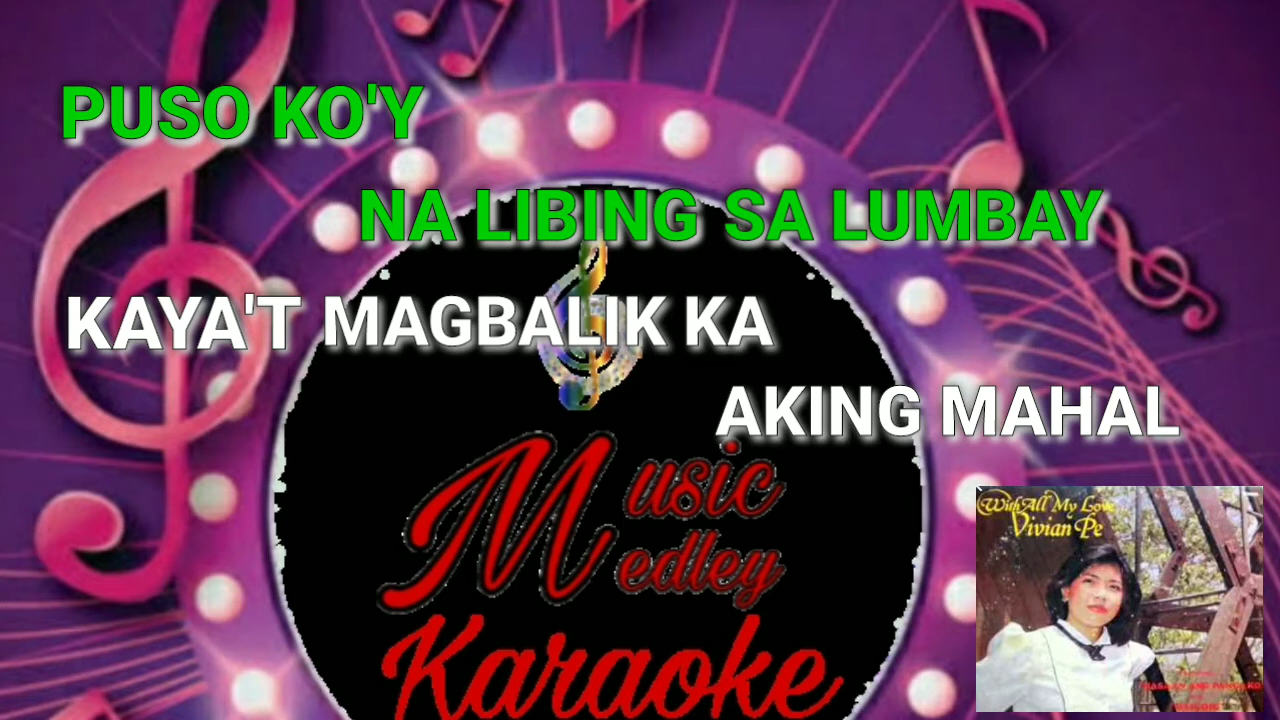 PUSO KO'Y
NA LIBING SA LUMBAY
KAYA'T MAGBALIK KA
AKING MAHAL
Music
Medley
Karaoke
With All My Love
Vivian Pe